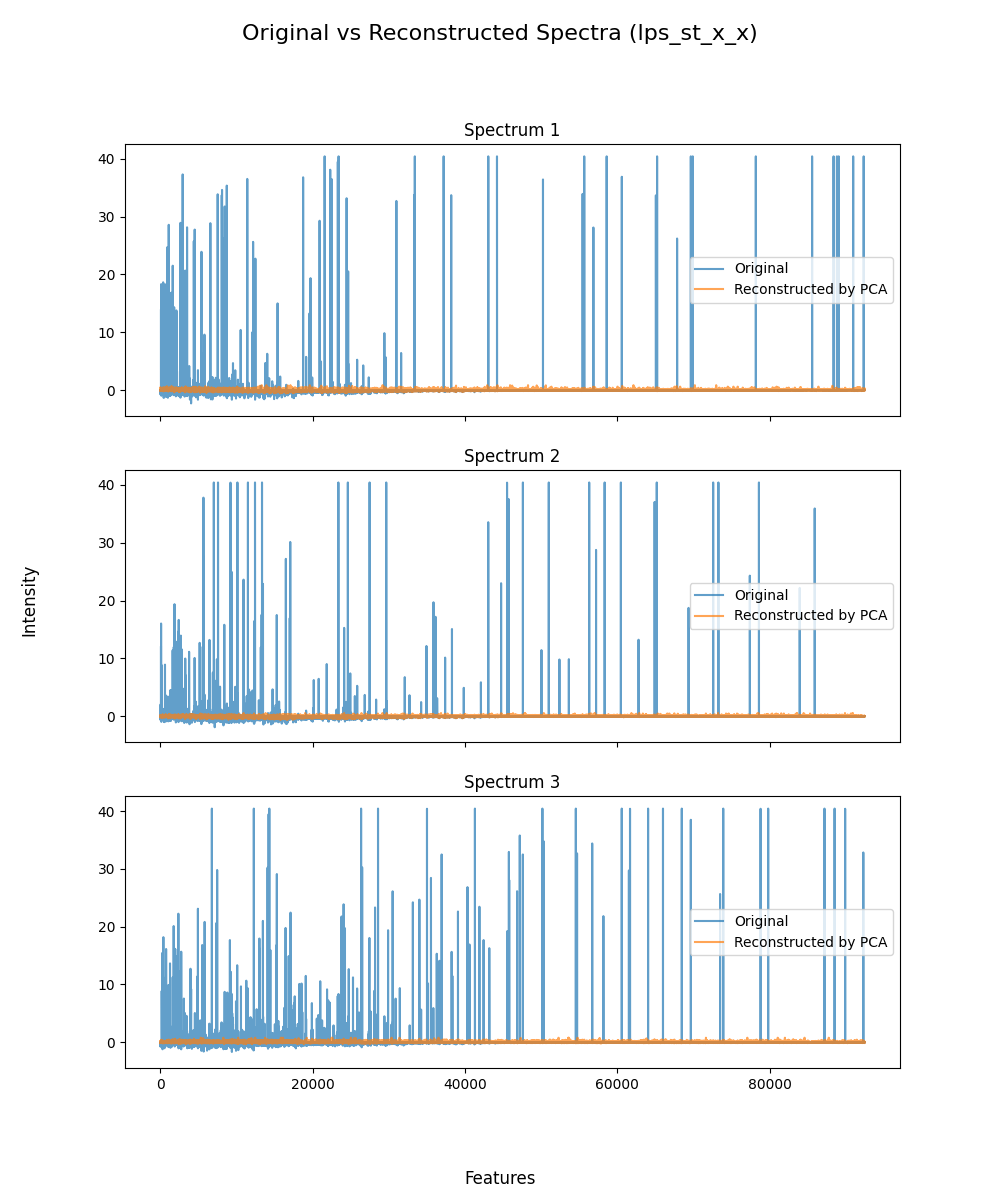 Original vs Reconstructed Spectra (lps_st_x_x)
Spectrum 1
40
30
20
10
0
Original
Reconstructed by PCA
Spectrum 2
40
30
20
10
0
Original
Reconstructed by PCA
Intensity
Spectrum 3
40
30
20
10
0
Original
Reconstructed by PCA
0 20000 40000 60000 80000
Features